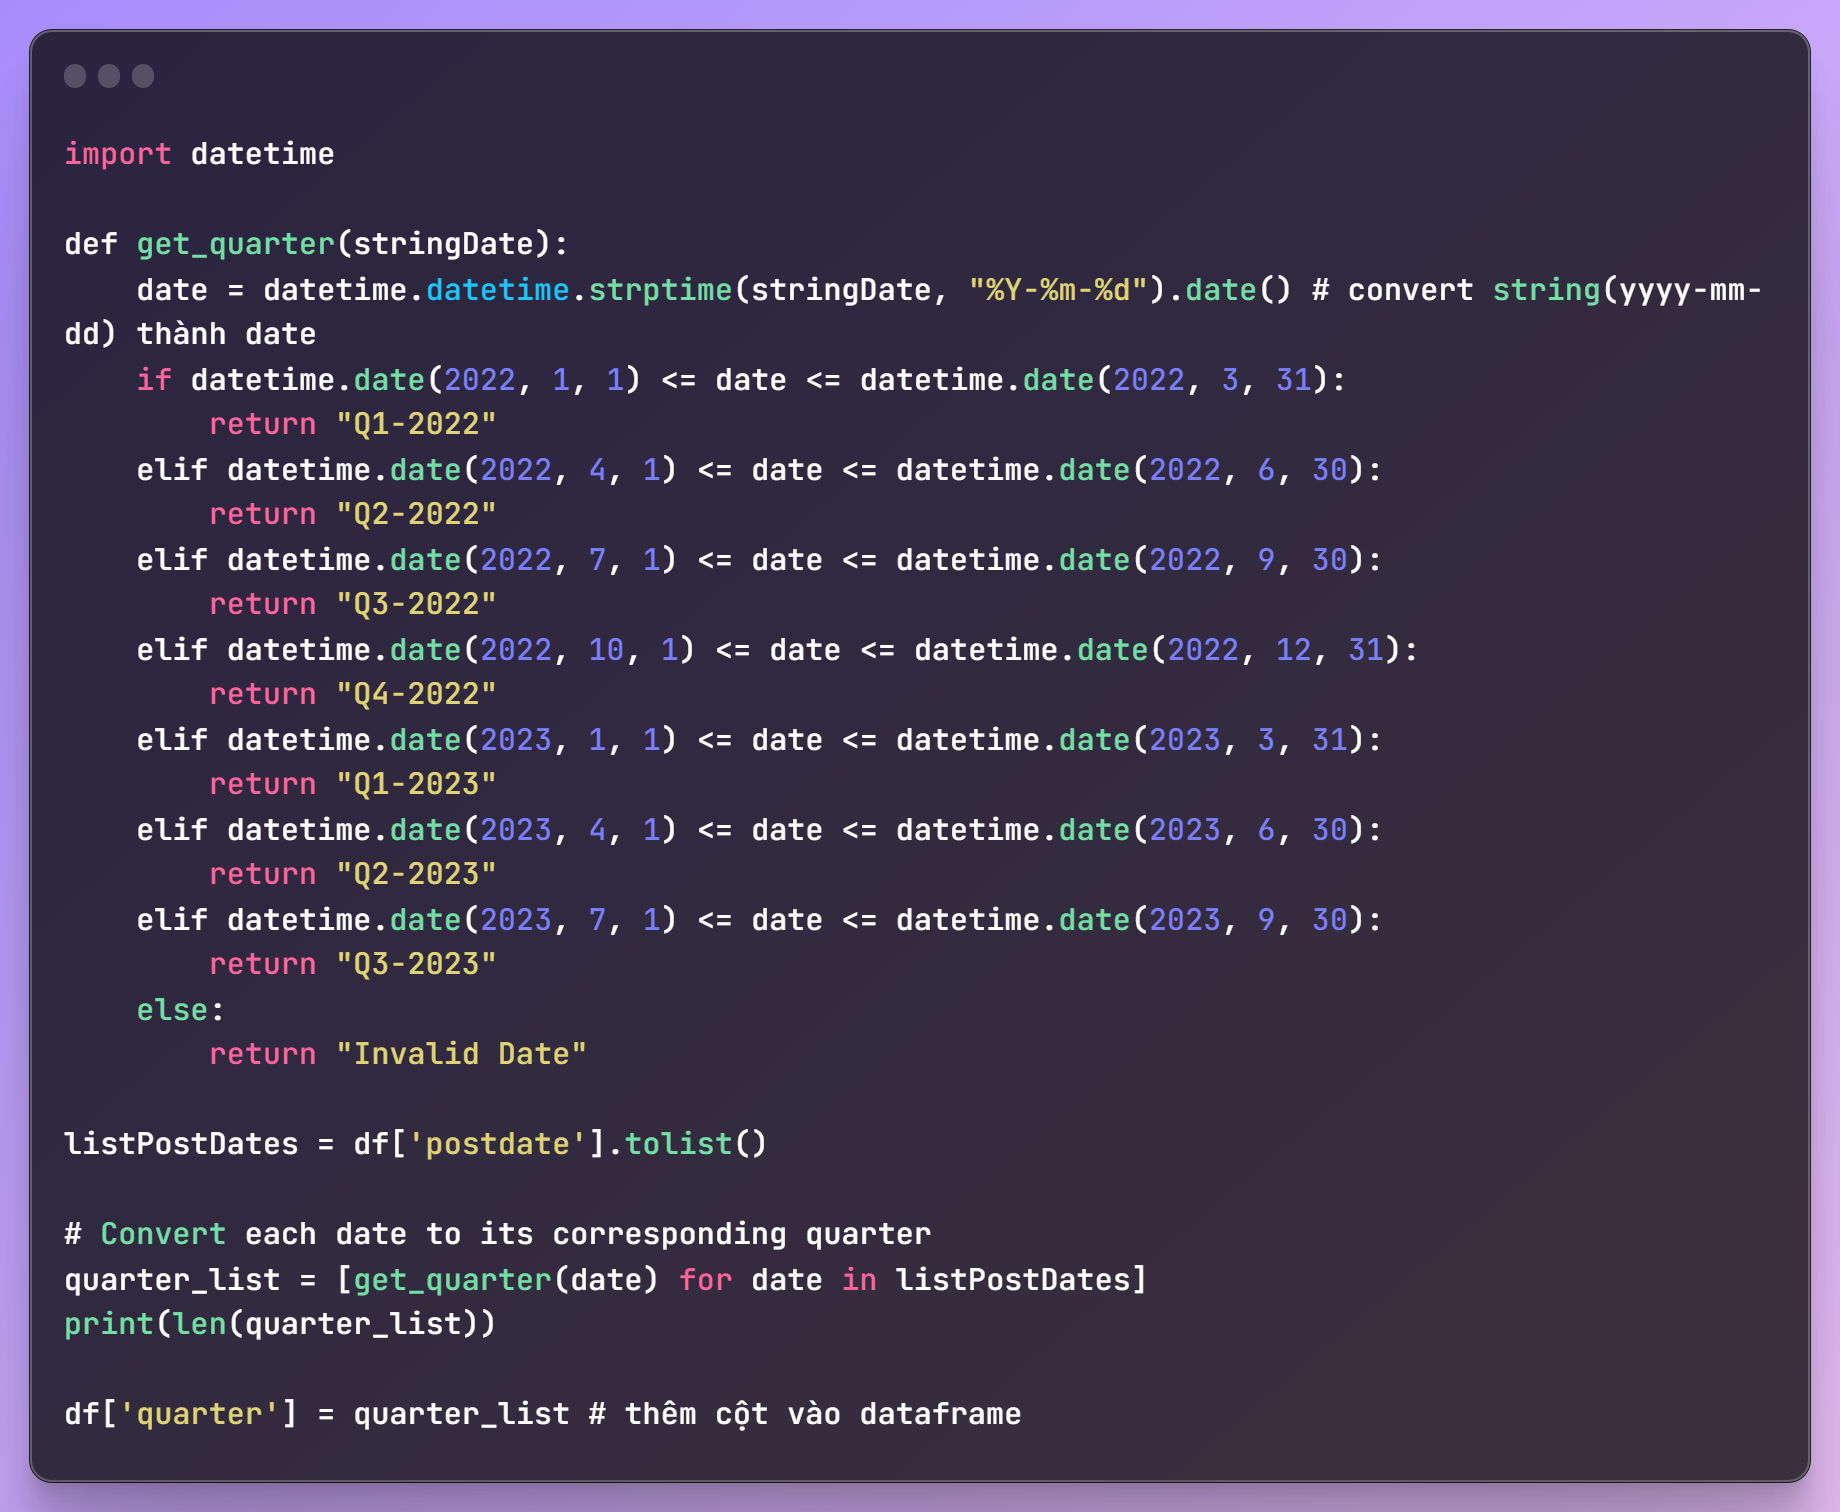 import datetime

def get_quarter(stringDate):
    date = datetime.datetime.strptime(stringDate, "%Y-%m-%d").date() # convert string(yyyy-mm-
dd) thành date
    if datetime.date(2022, 1, 1) <= date <= datetime.date(2022, 3, 31):
        return "Q1-2022"
    elif datetime.date(2022, 4, 1) <= date <= datetime.date(2022, 6, 30):
        return "Q2-2022"
    elif datetime.date(2022, 7, 1) <= date <= datetime.date(2022, 9, 30):
        return "Q3-2022"
    elif datetime.date(2022, 10, 1) <= date <= datetime.date(2022, 12, 31):
        return "Q4-2022"
    elif datetime.date(2023, 1, 1) <= date <= datetime.date(2023, 3, 31):
        return "Q1-2023"
    elif datetime.date(2023, 4, 1) <= date <= datetime.date(2023, 6, 30):
        return "Q2-2023"
    elif datetime.date(2023, 7, 1) <= date <= datetime.date(2023, 9, 30):
        return "Q3-2023"
    else:
        return "Invalid Date"

listPostDates = df['postdate'].tolist()

# Convert each date to its corresponding quarter
quarter_list = [get_quarter(date) for date in listPostDates]
print(len(quarter_list))

df['quarter'] = quarter_list # thêm cột vào dataframe